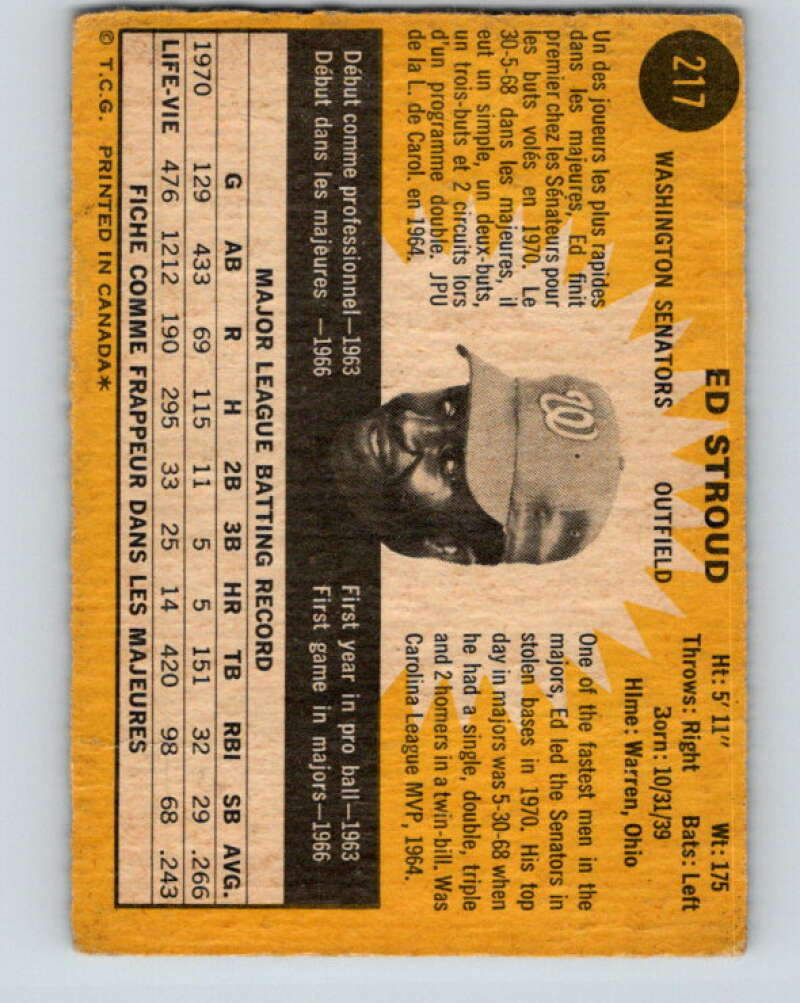 217
ED STROUD
WASHINGTON SENATORS OUTFIELD
Ht: 5' 11" Wt: 175
Throws: Right Bats: Left
3orn: 10/31/39
Hlme: Warren, Ohio
Un des joueurs les plus rapides
dans les majeures, Ed finit
premier chez les Sénateurs pour
les buts volés en 1970. Le
30-5-68 dans les majeures, il
eut un simple, un deux-buts,
un trois-buts et 2 circuits lors
d'un programme double. JPU
de la L. de Carol. en 1964.
One of the fastest men in the
majors, Ed led the Senators in
stolen bases in 1970. His top
day in majors was 5-30-68 when
he had a single, double, triple
and 2 homers in a twin-bill. Was
Carolina League MVP, 1964.
Début comme professionnel—1963
Début dans les majeures —1966
First year in pro ball—1963
First game in majors—1966
MAJOR LEAGUE BATTING RECORD
G AB R H 2B 3B HR TB RBI SB AVG.
1970 129 433 69 115 11 5 5 151 32 29 .266
LIFE-VIE 476 1212 190 295 33 25 14 420 98 68 .243
FICHE COMME FRAPPEUR DANS LES MAJEURES
© T.C.G. PRINTED IN CANADA*
W